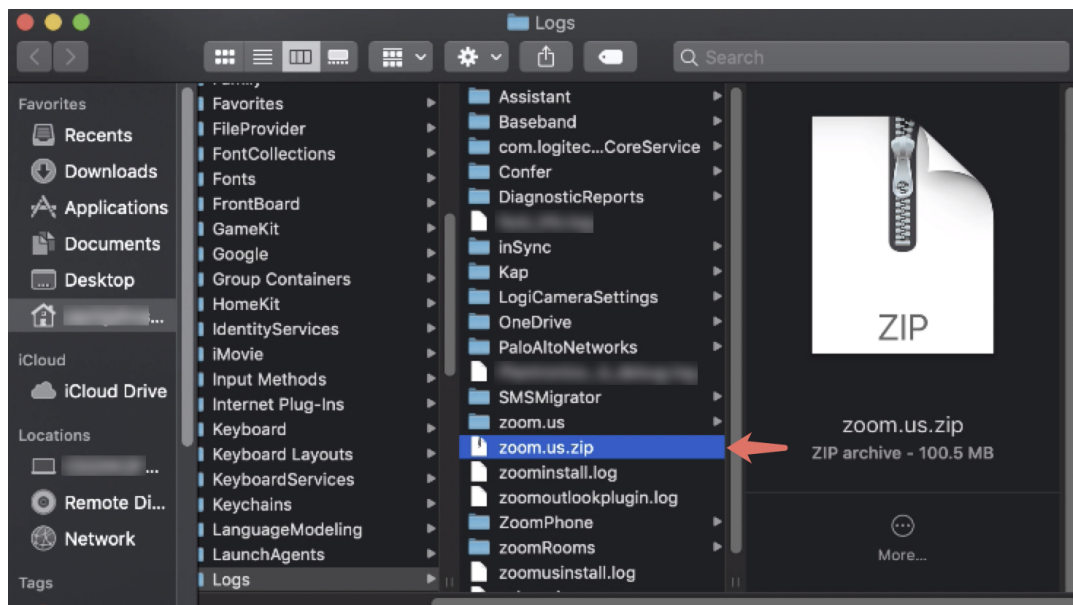 Logs
Search
Favorites
Recents
Downloads
Applications
Documents
Desktop
...
iCloud
iCloud Drive
Locations
...
Remote Di...
Network
Tags
Favorites
FileProvider
FontCollections
Fonts
FrontBoard
GameKit
Google
Group Containers
HomeKit
IdentityServices
iMovie
Input Methods
Internet Plug-Ins
Keyboard
Keyboard Layouts
KeyboardServices
Keychains
LanguageModeling
LaunchAgents
Logs
Assistant
Baseband
com.logitec...CoreService
Confer
DiagnosticReports
inSync
Kap
LogiCameraSettings
OneDrive
PaloAltoNetworks
SMSMigrator
zoom.us
zoom.us.zip
zoominstall.log
zoomoutlookplugin.log
ZoomPhone
zoomRooms
zoomusinstall.log
ZIP
zoom.us.zip
ZIP archive - 100.5 MB
More...